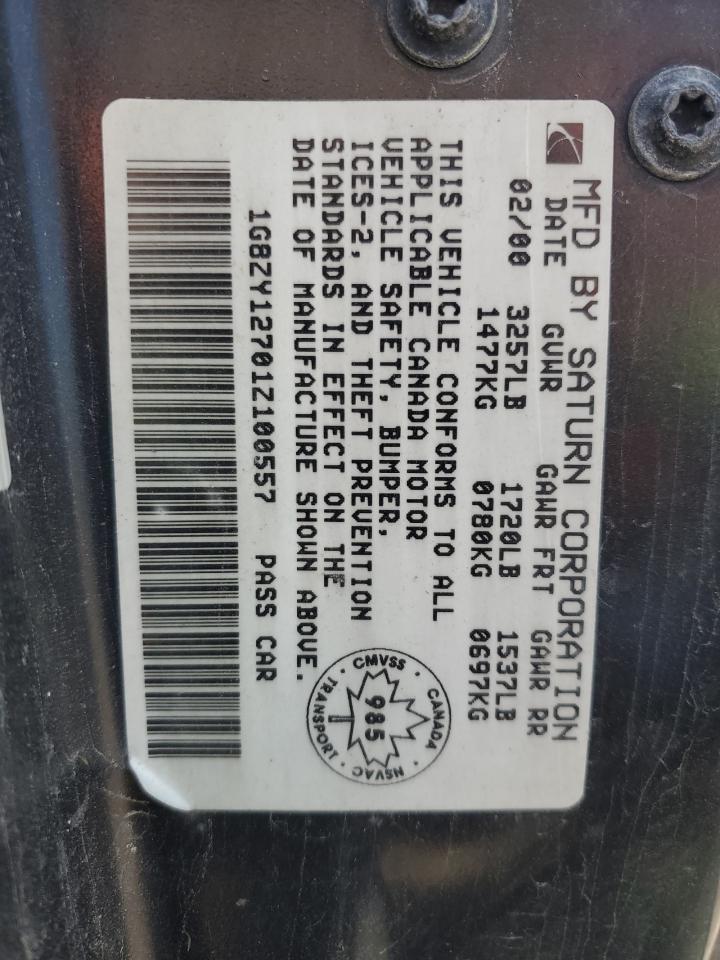 MFD BY SATURN CORPORATION
DATE GVWR GAWR FRT GAWR RR
02/00 3257LB 1720LB 1537LB
1477KG 0780KG 0697KG
THIS VEHICLE CONFORMS TO ALL
APPLICABLE CANADA MOTOR
VEHICLE SAFETY, BUMPER,
ICES-2, AND THEFT PREVENTION
STANDARDS IN EFFECT ON THE
DATE OF MANUFACTURE SHOWN ABOVE.
CMVSS · CANADA · NSVAC · TRANSPORT ·
985
1G8ZY12701Z100557 PASS CAR